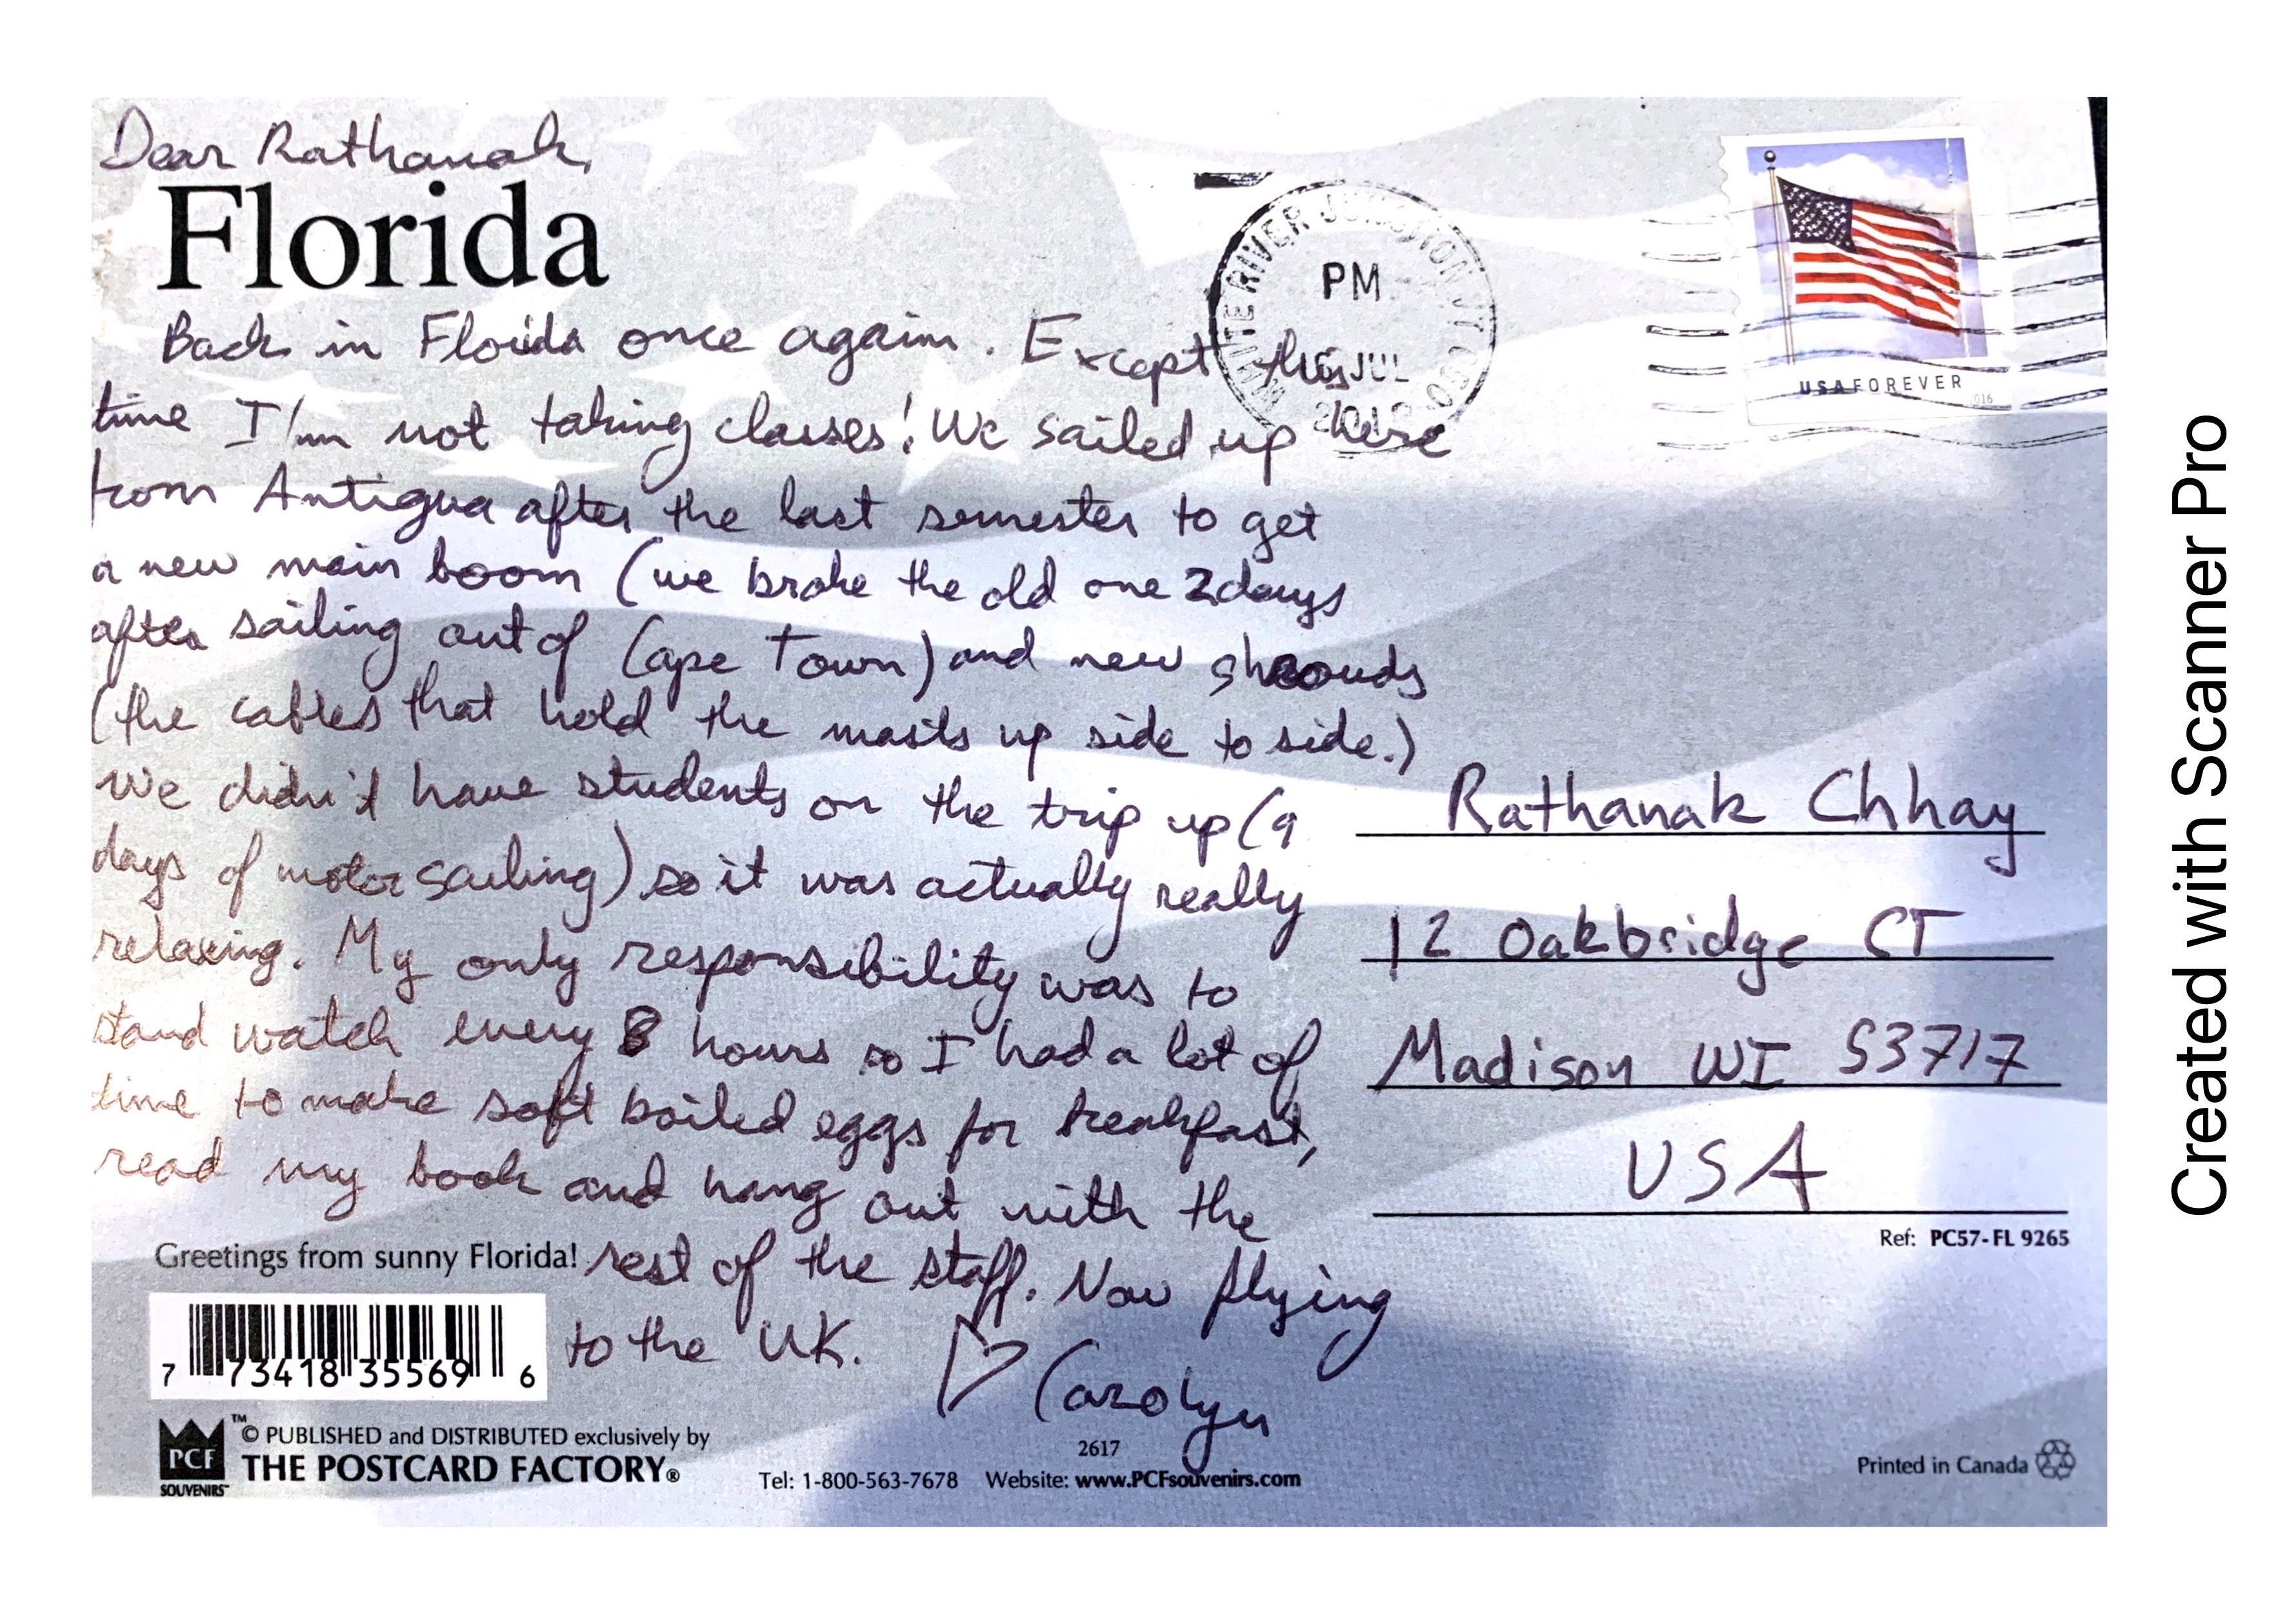 Dear Rathanak,
Florida
Back in Florida once again. Except this
time I'm not taking classes! We sailed up here
from Antigua after the last semester to get
a new main boom (we broke the old one 2 days
after sailing out of Cape Town) and new shrouds
(the cables that hold the masts up side to side.)
We didn't have students on the trip up (9
days of motor sailing) so it was actually really
relaxing. My only responsibility was to
stand watch every 8 hours so I had a lot of
time to make soft boiled eggs for breakfast,
read my book and hang out with the
rest of the staff. Now flying
to the UK. ♡ Carolyn
Greetings from sunny Florida!
7 73418 35569 6
PCF
SOUVENIRS™
™© PUBLISHED and DISTRIBUTED exclusively by
THE POSTCARD FACTORY®
2617
Tel: 1-800-563-7678 Website: www.PCFsouvenirs.com
WHITE RIVER JUNCTION VT
PM
JUL
USA FOREVER
Rathanak Chhay
12 Oakbridge CT
Madison WI 53717
USA
Ref: PC57-FL 9265
Printed in Canada
Created with Scanner Pro